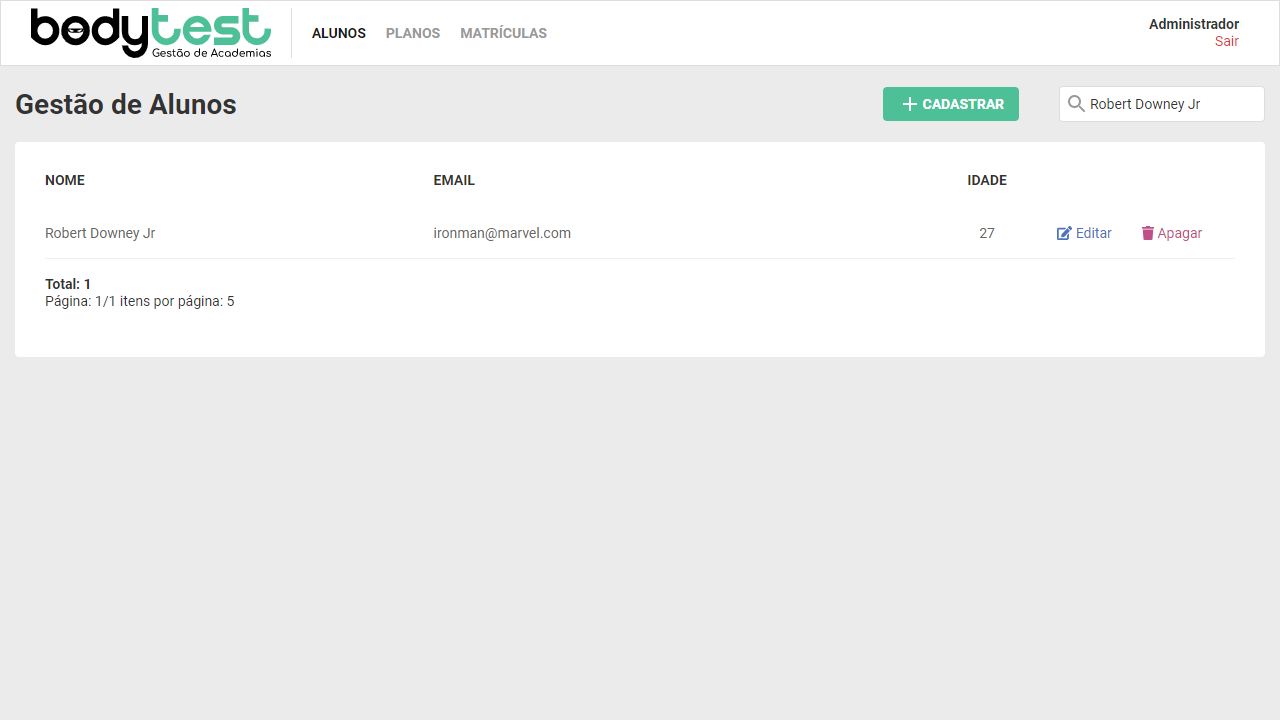 bodytest
Gestão de Academias
ALUNOS PLANOS MATRÍCULAS
Administrador
Sair
Gestão de Alunos
CADASTRAR
Robert Downey Jr
NOME EMAIL IDADE
Robert Downey Jr ironman@marvel.com 27 Editar Apagar
Total: 1
Página: 1/1 itens por página: 5